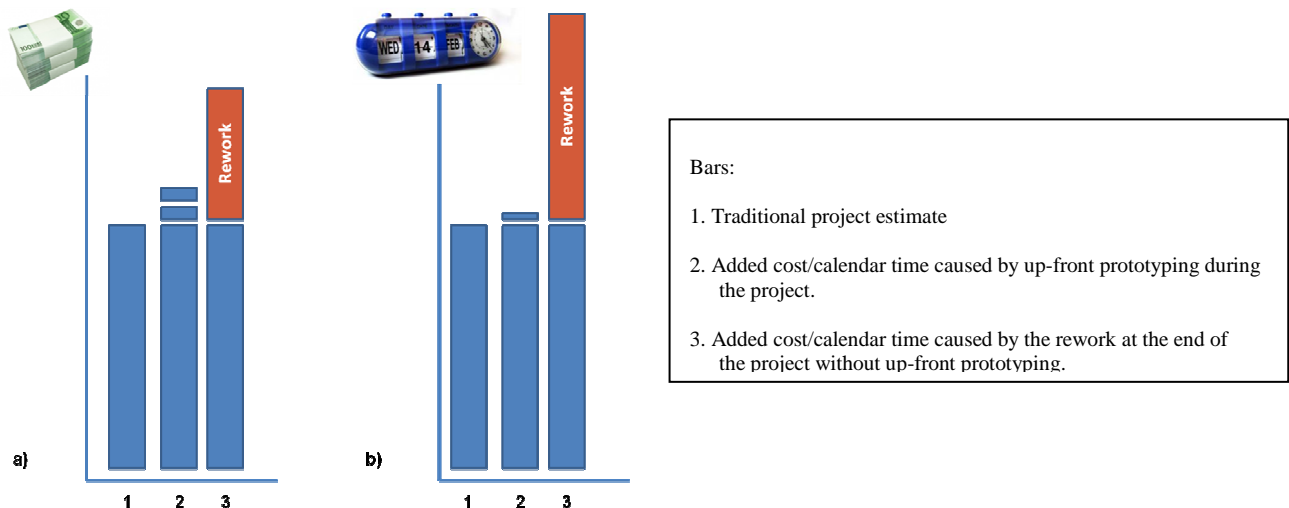 100 EURO
WED 14 FEB
Rework
Rework
a)
1 2 3
b)
1 2 3
Bars:
1. Traditional project estimate
2. Added cost/calendar time caused by up-front prototyping during
the project.
3. Added cost/calendar time caused by the rework at the end of
the project without up-front prototyping.